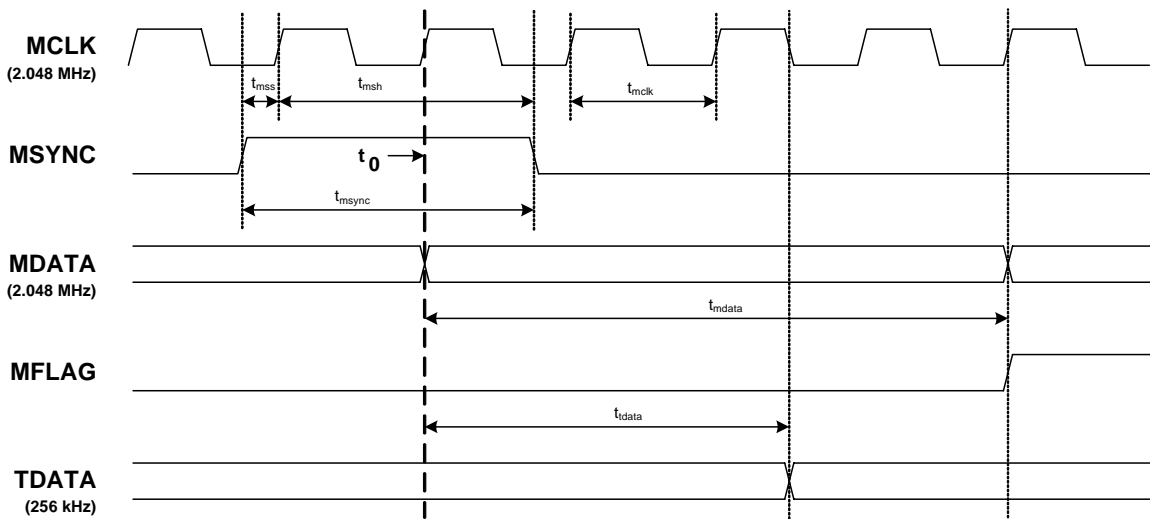 MCLK
(2.048 MHz)
tmss
tmsh
tmclk
MSYNC
t0
tmsync
MDATA
(2.048 MHz)
tmdata
MFLAG
ttdata
TDATA
(256 kHz)